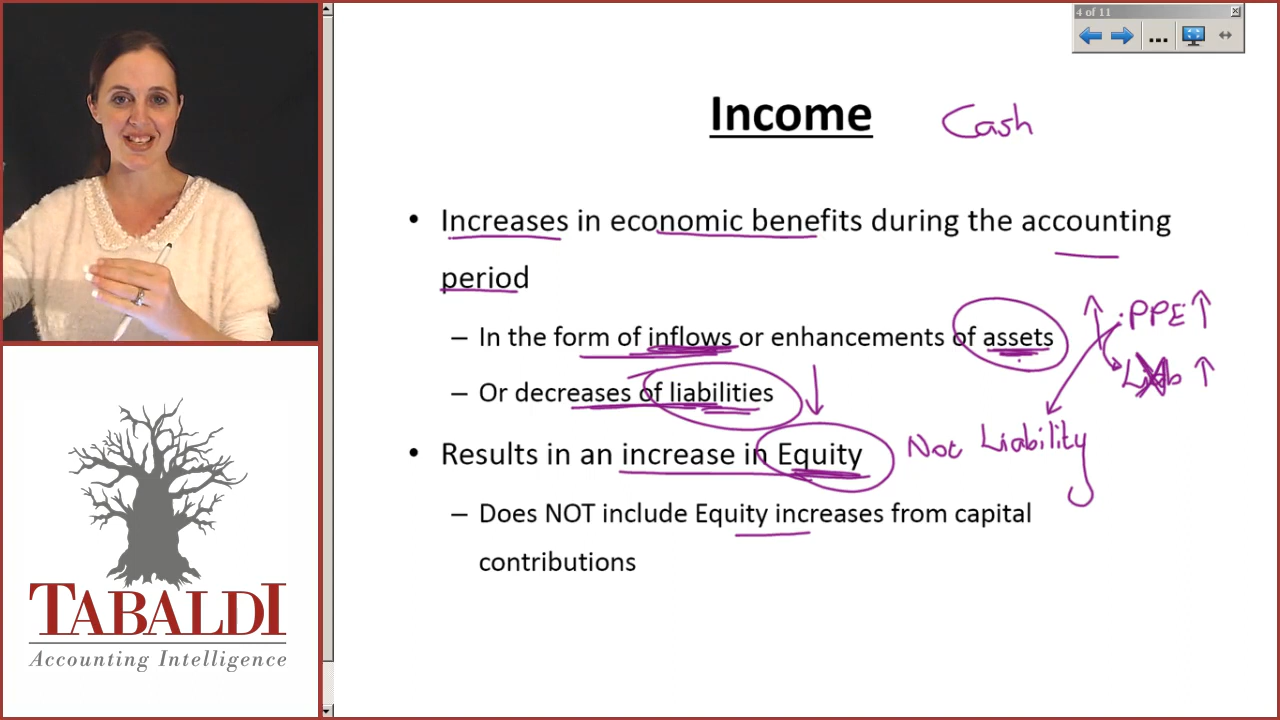 4 of 11
Income
Cash
• Increases in economic benefits during the accounting
period
– In the form of inflows or enhancements of assets
PPE
– Or decreases of liabilities
• Results in an increase in Equity
Not Liability
– Does NOT include Equity increases from capital
contributions
TABALDI
Accounting Intelligence